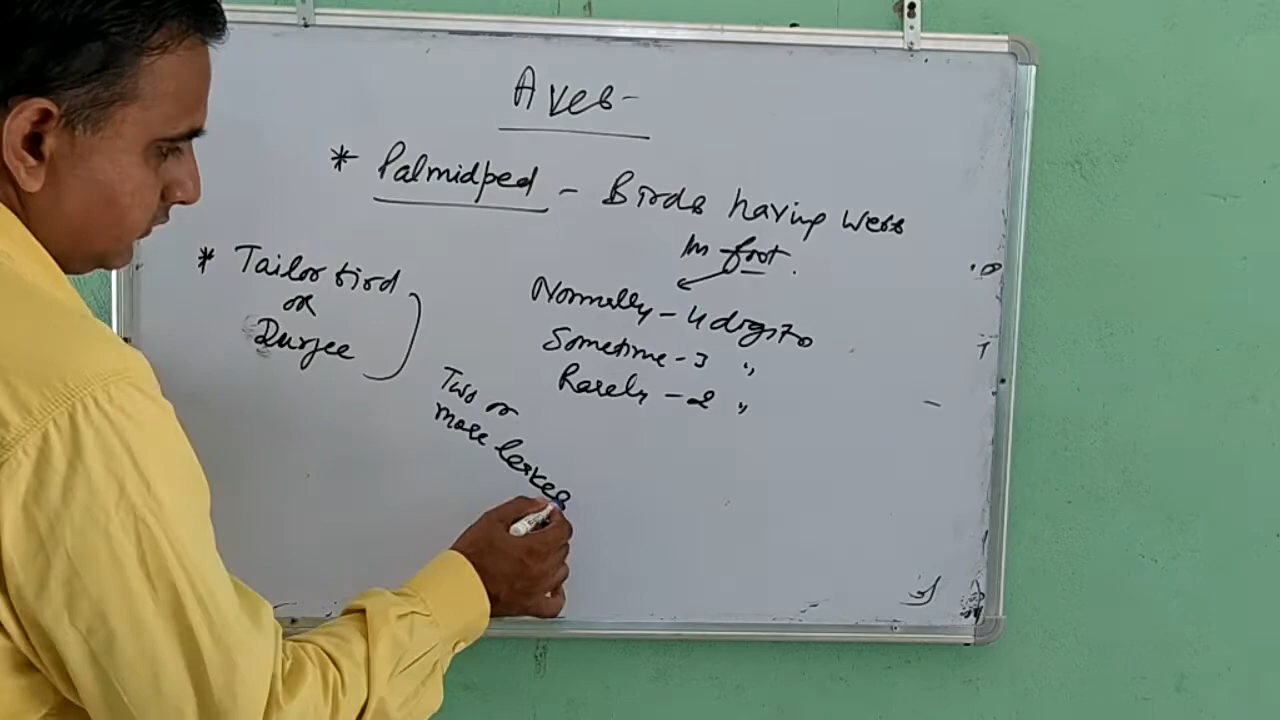 Aves-
* Palmidped - Birds having webs
In foot.
Normally - 4 digits
Sometime - 3 "
Rarely - 2 "
* Tailor bird
or
Durjee
Two or
more leaves